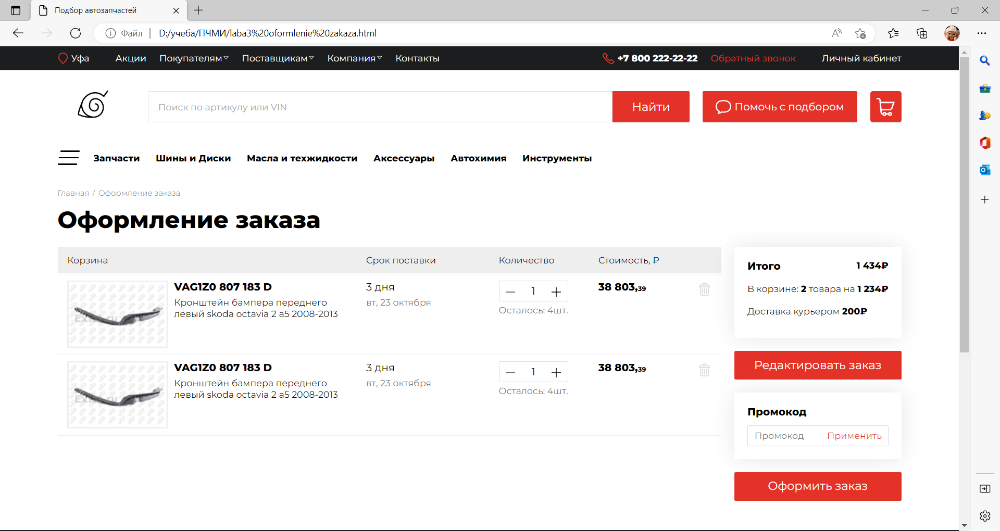 Подбор автозапчастей
Файл
D:/учеба/ПЧМИ/laba3%20oformlenie%20zakaza.html
Уфа Акции Покупателям Поставщикам Компания Контакты +7 800 222-22-22 Обратный звонок Личный кабинет
Поиск по артикулу или VIN Найти Помочь с подбором
Запчасти Шины и Диски Масла и техжидкости Аксессуары Автохимия Инструменты
Главная / Оформление заказа
Оформление заказа
Корзина Срок поставки Количество Стоимость, ₽
VAG1Z0 807 183 D 3 дня 1 38 803,39
Кронштейн бампера переднего вт, 23 октября
левый skoda octavia 2 a5 2008-2013 Осталось: 4шт.
VAG1Z0 807 183 D 3 дня 1 38 803,39
Кронштейн бампера переднего вт, 23 октября
левый skoda octavia 2 a5 2008-2013 Осталось: 4шт.
Итого 1 434₽
В корзине: 2 товара на 1 234₽
Доставка курьером 200₽
Редактировать заказ
Промокод
Промокод Применить
Оформить заказ